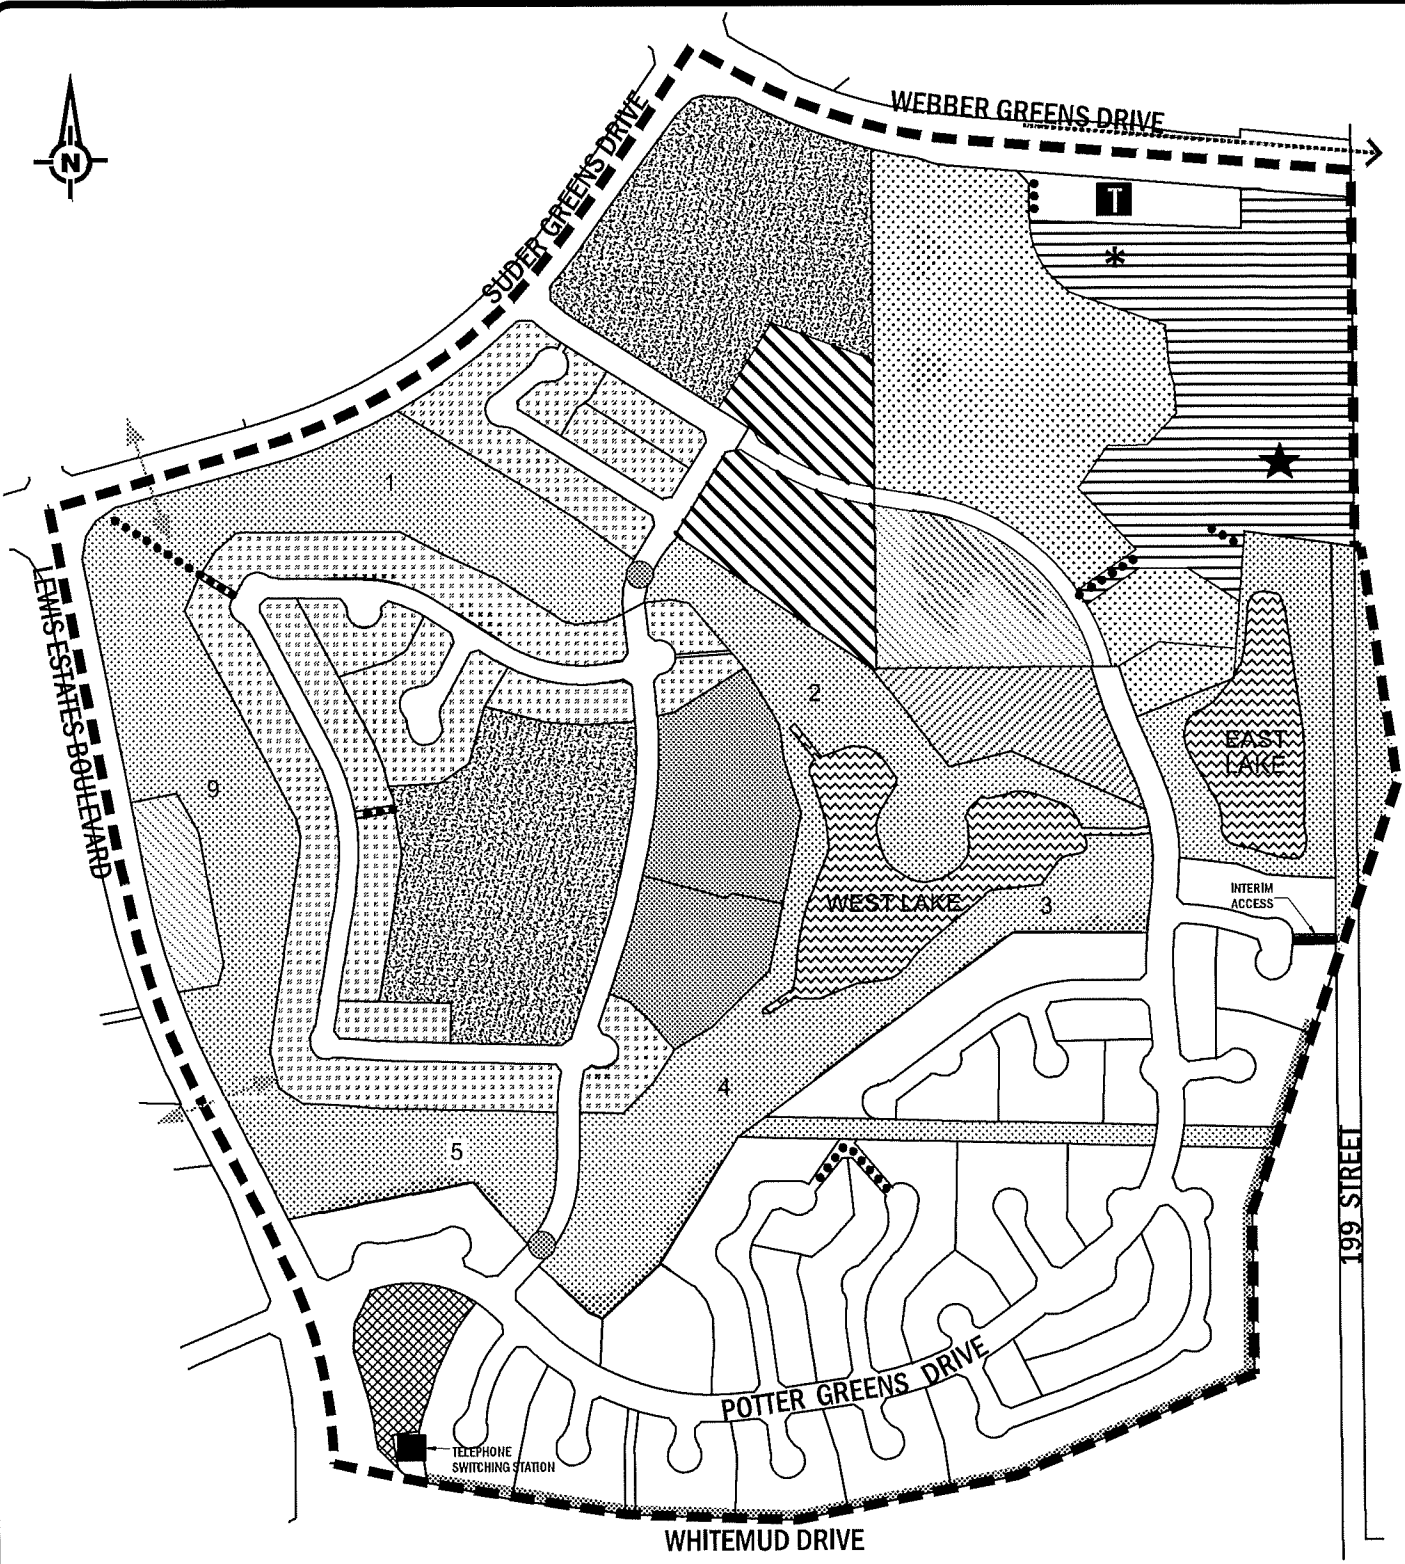 WEBBER GREENS DRIVE
SUDER GREENS DRIVE
N
T
*
1
LEWIS ESTATES BOULEVARD
2
EAST
LAKE
9
INTERIM
ACCESS
WEST LAKE
3
4
5
199 STREET
POTTER GREENS DRIVE
TELEPHONE
SWITCHING STATION
WHITEMUD DRIVE